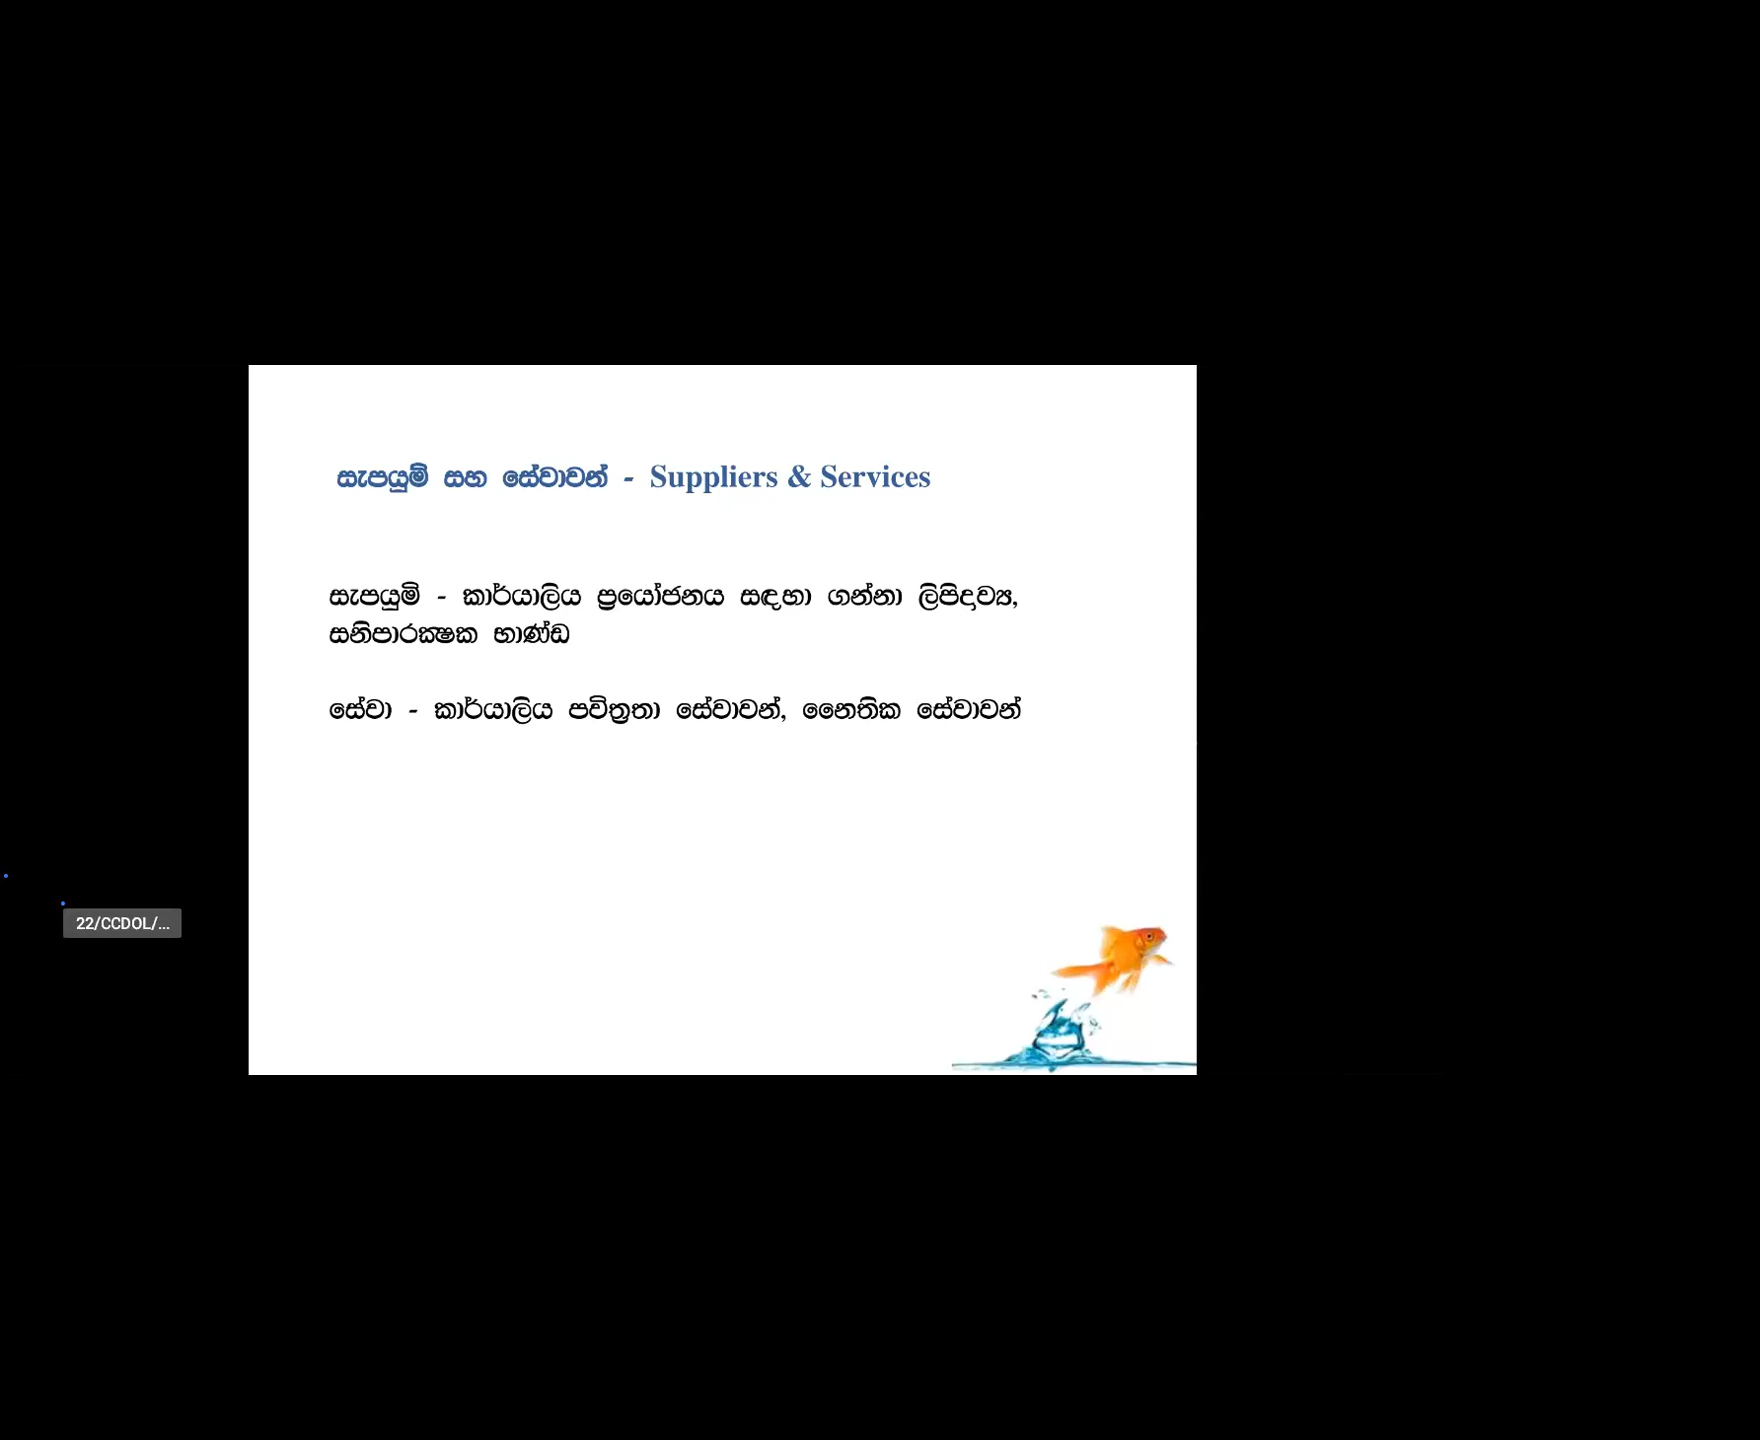 සැපයූම් සහ සේවාවන් - Suppliers & Services
සැපයුම් - කාර්යාලිය ප්‍රයෝජනය සඳහා ගන්නා ලිපිද්‍රව්‍ය,
සනිපාරක්ෂක භාණ්ඩ
සේවා - කාර්යාලිය පවිත්‍රතා සේවාවන්, නෛතික සේවාවන්
22/CCDOL/...